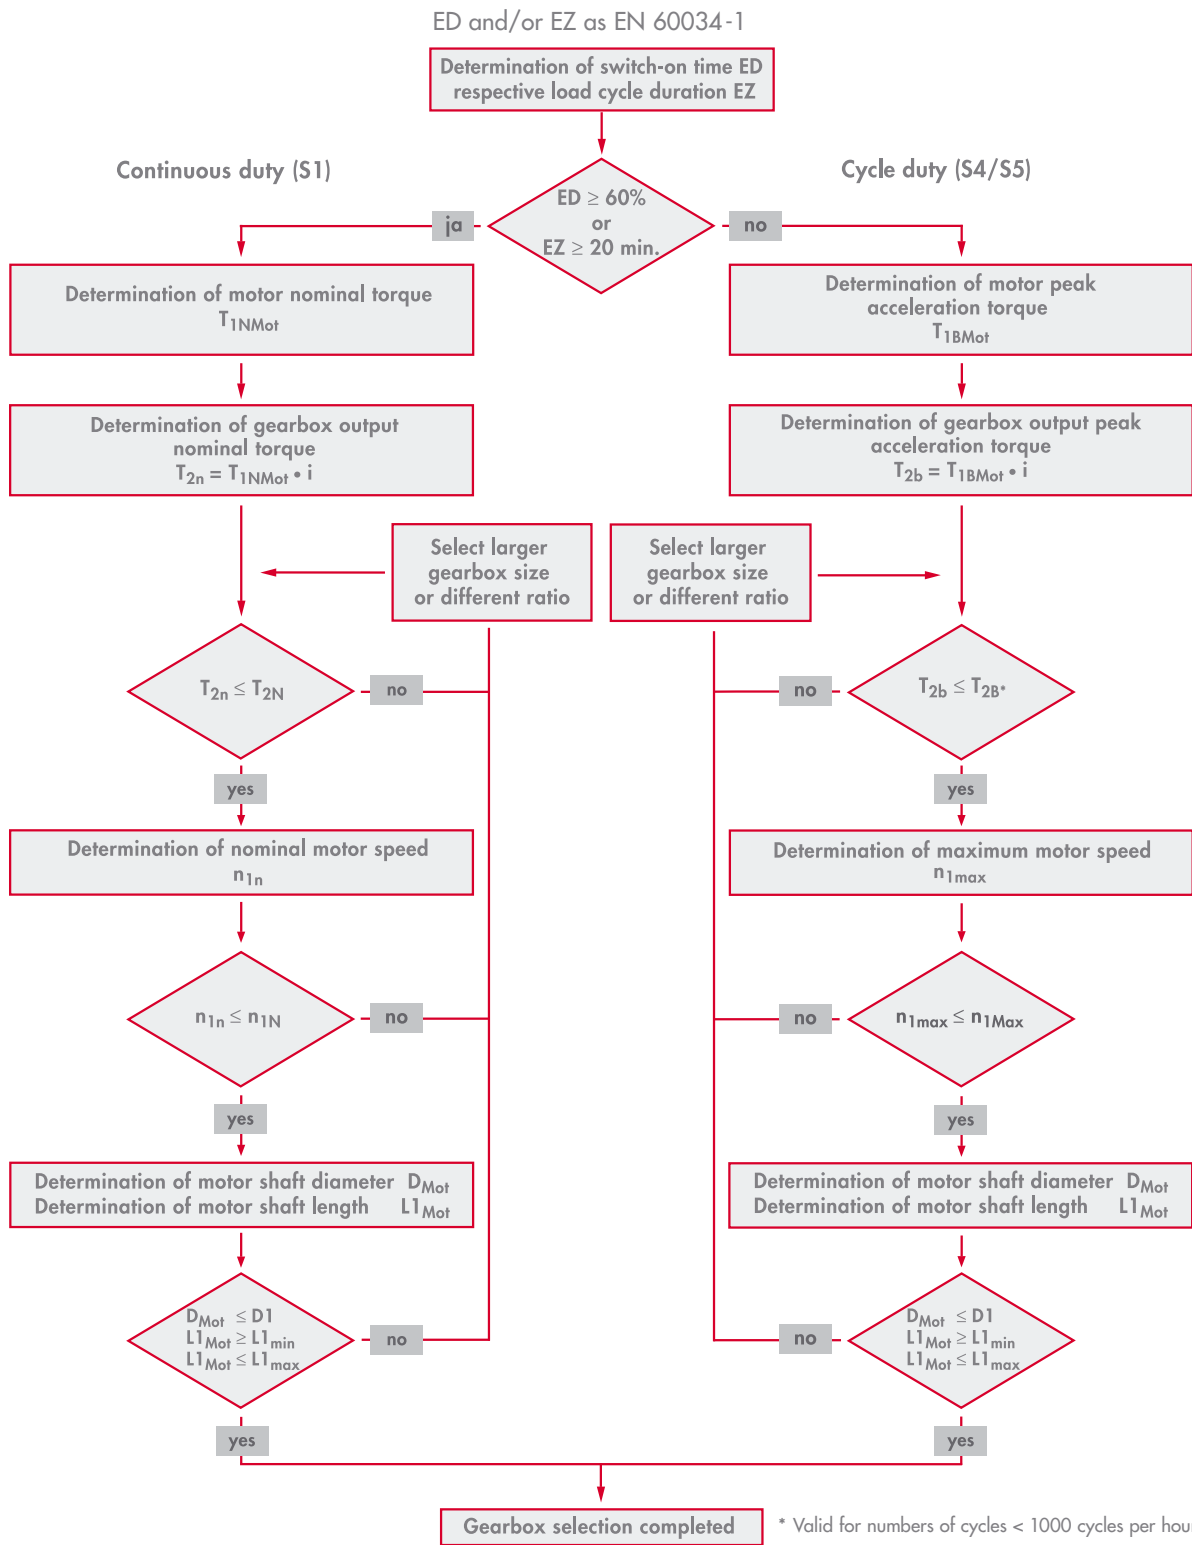 ED and/or EZ as EN 60034-1
Determination of switch-on time ED
respective load cycle duration EZ
Continuous duty (S1)
Cycle duty (S4/S5)
ED ≥ 60%
or
EZ ≥ 20 min.
ja
no
Determination of motor nominal torque
T1NMot
Determination of motor peak
acceleration torque
T1BMot
Determination of gearbox output
nominal torque
T2n = T1NMot • i
Determination of gearbox output peak
acceleration torque
T2b = T1BMot • i
Select larger
gearbox size
or different ratio
Select larger
gearbox size
or different ratio
T2n ≤ T2N
no
no
T2b ≤ T2B*
yes
yes
Determination of nominal motor speed
n1n
Determination of maximum motor speed
n1max
n1n ≤ n1N
no
no
n1max ≤ n1Max
yes
yes
Determination of motor shaft diameter DMot
Determination of motor shaft length L1Mot
Determination of motor shaft diameter DMot
Determination of motor shaft length L1Mot
DMot ≤ D1
L1Mot ≥ L1min
L1Mot ≤ L1max
no
no
DMot ≤ D1
L1Mot ≥ L1min
L1Mot ≤ L1max
yes
yes
Gearbox selection completed
* Valid for numbers of cycles < 1000 cycles per hour